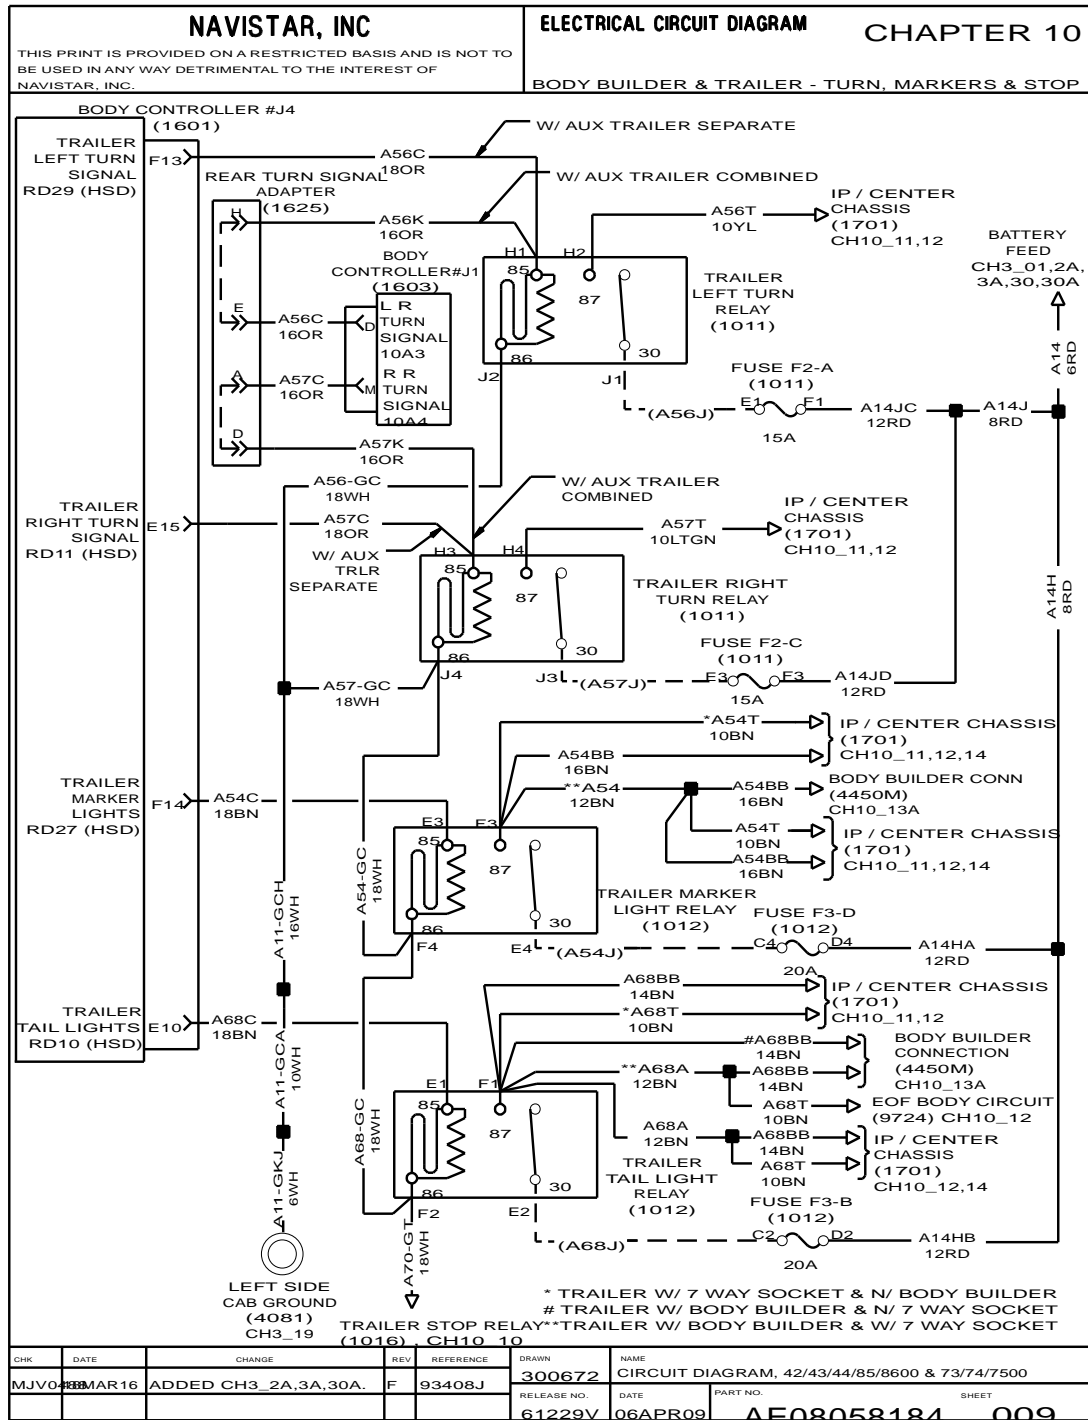 NAVISTAR, INC
THIS PRINT IS PROVIDED ON A RESTRICTED BASIS AND IS NOT TO
BE USED IN ANY WAY DETRIMENTAL TO THE INTEREST OF
NAVISTAR, INC.
ELECTRICAL CIRCUIT DIAGRAM
CHAPTER 10
BODY BUILDER & TRAILER - TURN, MARKERS & STOP
BODY CONTROLLER #J4
(1601)
TRAILER
LEFT TURN
SIGNAL
RD29 (HSD)
F13
A56C
18OR
W/ AUX TRAILER SEPARATE
REAR TURN SIGNAL
ADAPTER
(1625)
W/ AUX TRAILER COMBINED
H
A56K
16OR
E
A56C
16OR
A
A57C
16OR
D
A57K
16OR
BODY
CONTROLLER#J1
(1603)
L R
TURN
SIGNAL
10A3
D
R R
TURN
SIGNAL
10A4
M
A56T
10YL
IP / CENTER
CHASSIS
(1701)
CH10_11,12
BATTERY
FEED
CH3_01,2A,
3A,30,30A
H1
H2
85
87
86
30
J2
J1
TRAILER
LEFT TURN
RELAY
(1011)
A14
6RD
FUSE F2-A
(1011)
(A56J)
E1
F1
15A
A14JC
12RD
A14J
8RD
A56-GC
18WH
TRAILER
RIGHT TURN
SIGNAL
RD11 (HSD)
E15
A57C
18OR
W/ AUX
TRLR
SEPARATE
W/ AUX TRAILER
COMBINED
A57T
10LTGN
IP / CENTER
CHASSIS
(1701)
CH10_11,12
H3
H4
85
87
86
30
J4
J3
TRAILER RIGHT
TURN RELAY
(1011)
A14H
8RD
FUSE F2-C
(1011)
(A57J)
E3
F3
15A
A14JD
12RD
A57-GC
18WH
*A54T
10BN
A54BB
16BN
IP / CENTER CHASSIS
(1701)
CH10_11,12,14
**A54
12BN
A54BB
16BN
BODY BUILDER CONN
(4450M)
CH10_13A
A54T
10BN
A54BB
16BN
IP / CENTER CHASSIS
(1701)
CH10_11,12,14
TRAILER
MARKER
LIGHTS
RD27 (HSD)
F14
A54C
18BN
E3
F3
85
87
86
30
F4
E4
TRAILER MARKER
LIGHT RELAY
(1012)
A54-GC
18WH
A11-GCH
16WH
FUSE F3-D
(1012)
(A54J)
C4
D4
20A
A14HA
12RD
A68BB
14BN
*A68T
10BN
IP / CENTER CHASSIS
(1701)
CH10_11,12
TRAILER
TAIL LIGHTS
RD10 (HSD)
E10
A68C
18BN
#A68BB
14BN
**A68A
12BN
A68BB
14BN
BODY BUILDER
CONNECTION
(4450M)
CH10_13A
A68T
10BN
EOF BODY CIRCUIT
(9724) CH10_12
A68A
12BN
A68BB
14BN
A68T
10BN
IP / CENTER
CHASSIS
(1701)
CH10_12,14
A11-GCA
10WH
A68-GC
18WH
E1
F1
85
87
86
30
F2
E2
TRAILER
TAIL LIGHT
RELAY
(1012)
FUSE F3-B
(1012)
(A68J)
C2
D2
20A
A14HB
12RD
A11-GKJ
6WH
A70-GT
18WH
LEFT SIDE
CAB GROUND
(4081)
CH3_19
TRAILER STOP RELAY
(1016) , CH10_10
* TRAILER W/ 7 WAY SOCKET & N/ BODY BUILDER
# TRAILER W/ BODY BUILDER & N/ 7 WAY SOCKET
**TRAILER W/ BODY BUILDER & W/ 7 WAY SOCKET
CHK
DATE
CHANGE
REV
REFERENCE
ADDED CH3_2A,3A,30A.
F
93408J
DRAWN
300672
NAME
CIRCUIT DIAGRAM, 42/43/44/85/8600 & 73/74/7500
RELEASE NO.
61229V
DATE
06APR09
PART NO.
AE08058184
SHEET
009